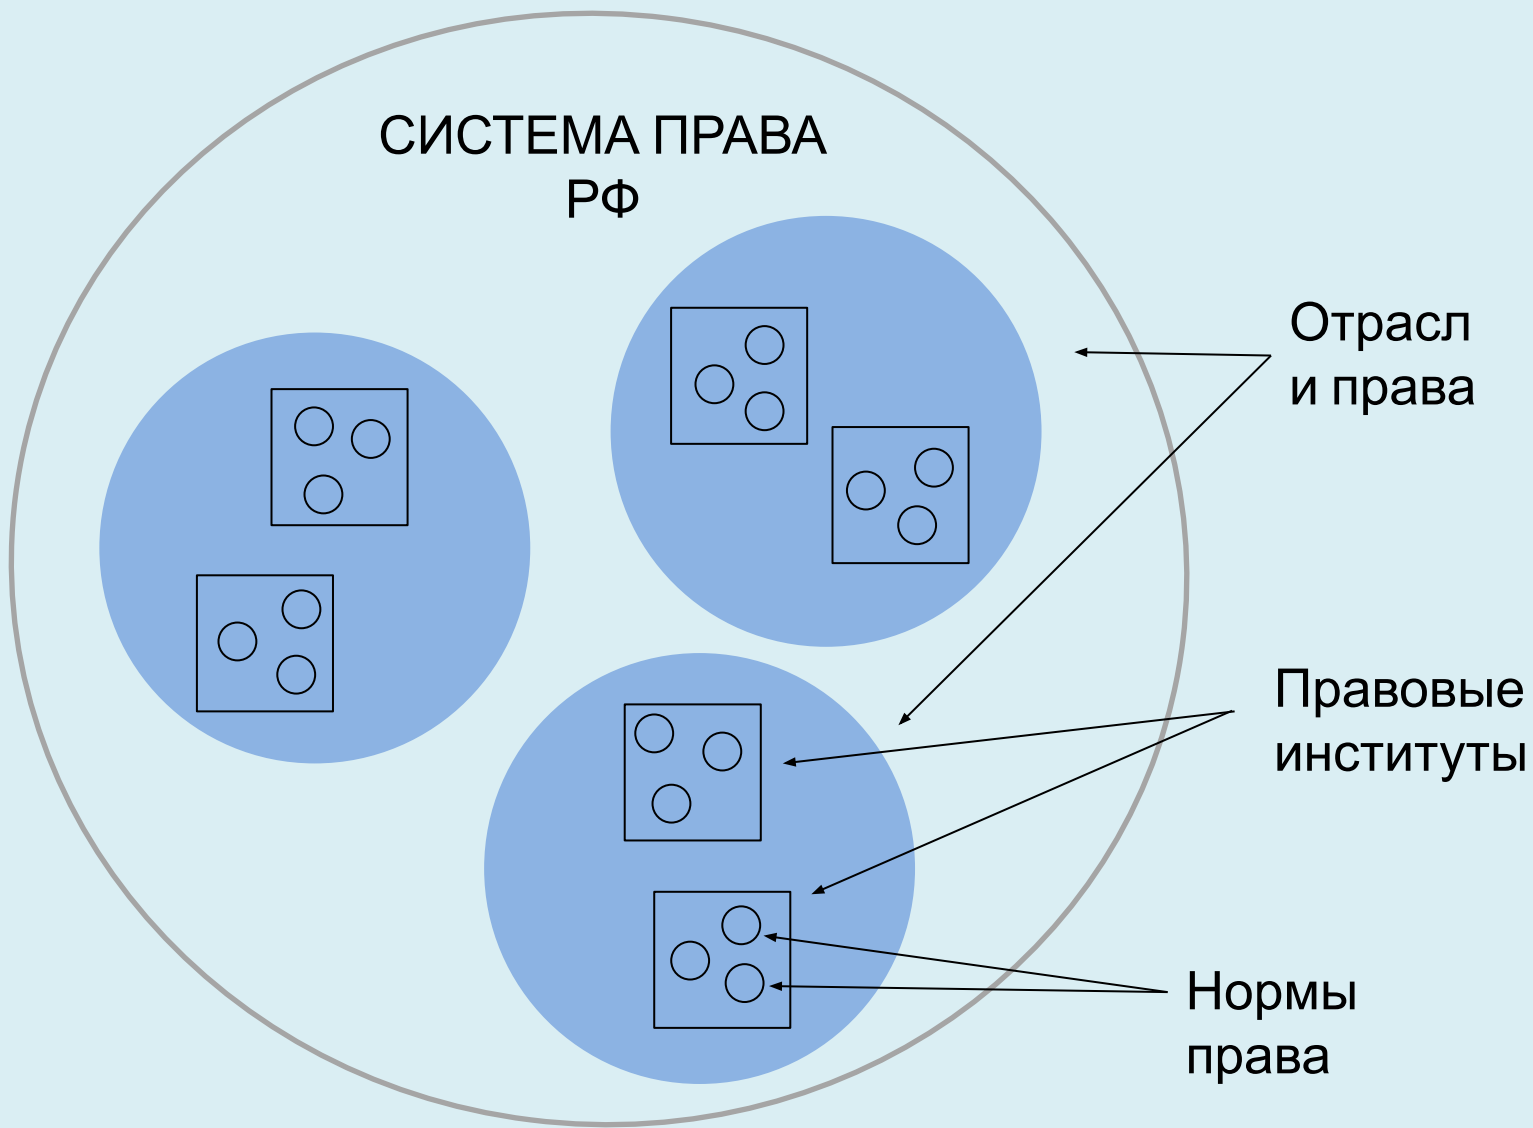 СИСТЕМА ПРАВА
РФ
Отрасл
и права
Правовые
институты
Нормы
права